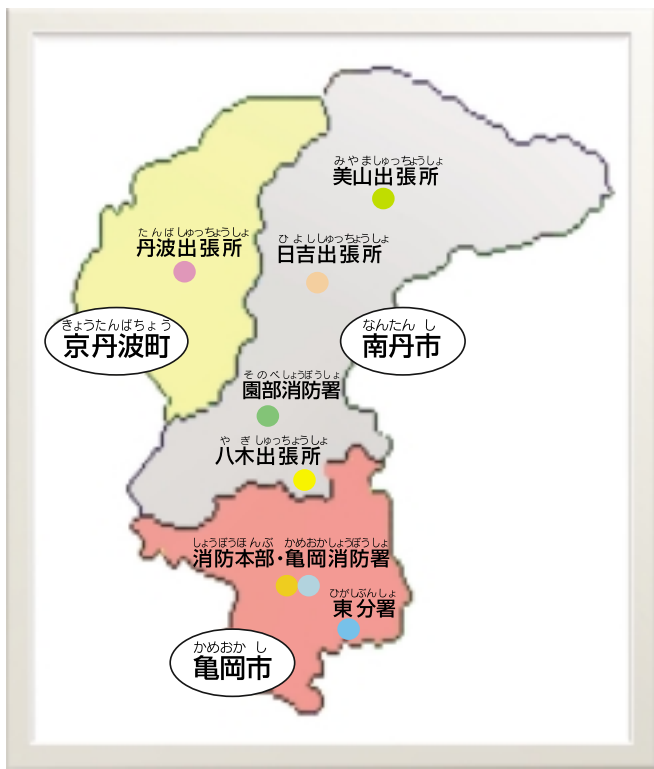 みやましゅっちょうしょ
美山出張所
たんばしゅっちょうしょ
丹波出張所
ひよししゅっちょうしょ
日吉出張所
きょうたんばちょう
京丹波町
なんたんし
南丹市
そのべしょうぼうしょ
園部消防署
やぎしゅっちょうしょ
八木出張所
しょうぼうほんぶ かめおかしょうぼうしょ
消防本部・亀岡消防署
ひがしぶんしょ
東分署
かめおかし
亀岡市